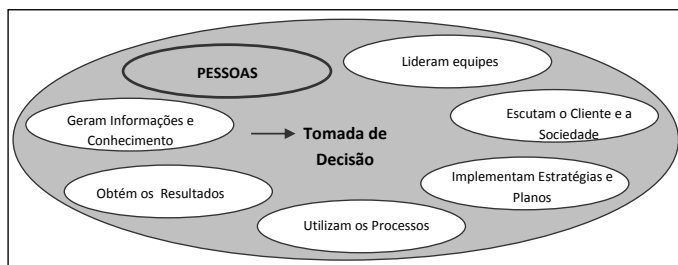 PESSOAS
Lideram equipes
Geram Informações e
Conhecimento
Tomada de
Decisão
Escutam o Cliente e a
Sociedade
Obtém os Resultados
Implementam Estratégias e
Planos
Utilizam os Processos